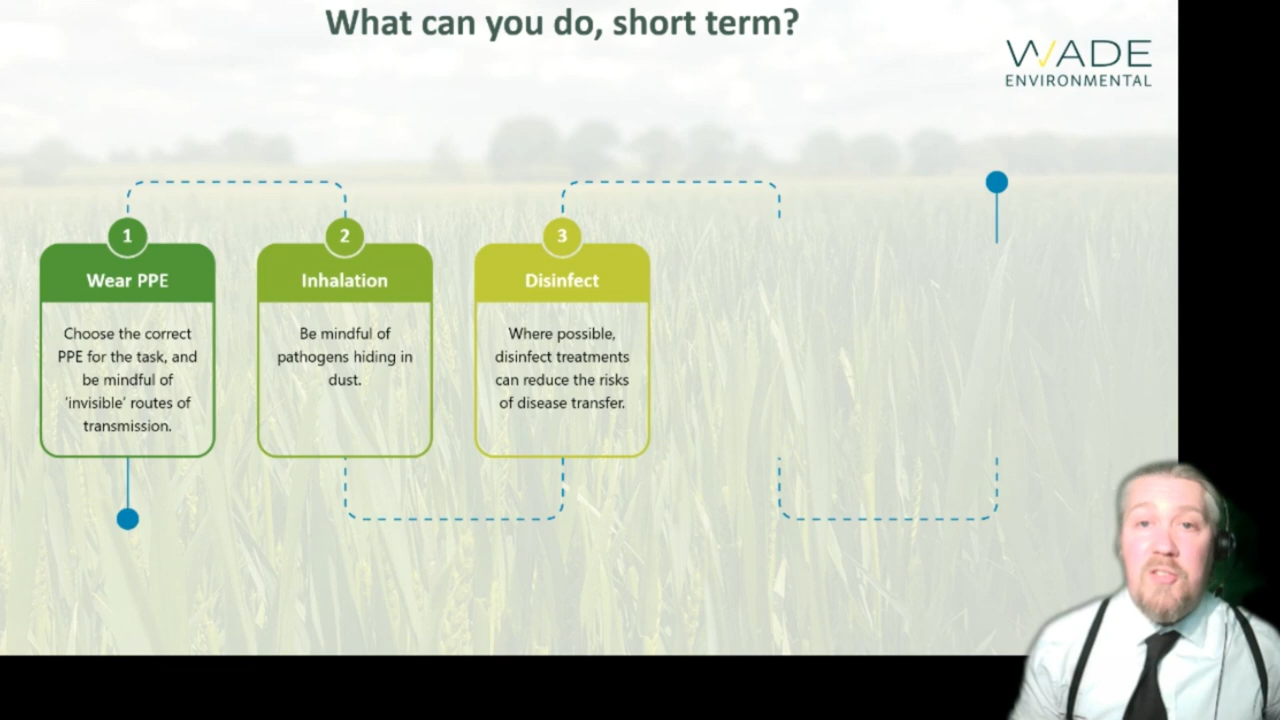 What can you do, short term?
WADE
ENVIRONMENTAL
1
Wear PPE
Choose the correct
PPE for the task, and
be mindful of
'invisible' routes of
transmission.
2
Inhalation
Be mindful of
pathogens hiding in
dust.
3
Disinfect
Where possible,
disinfect treatments
can reduce the risks
of disease transfer.